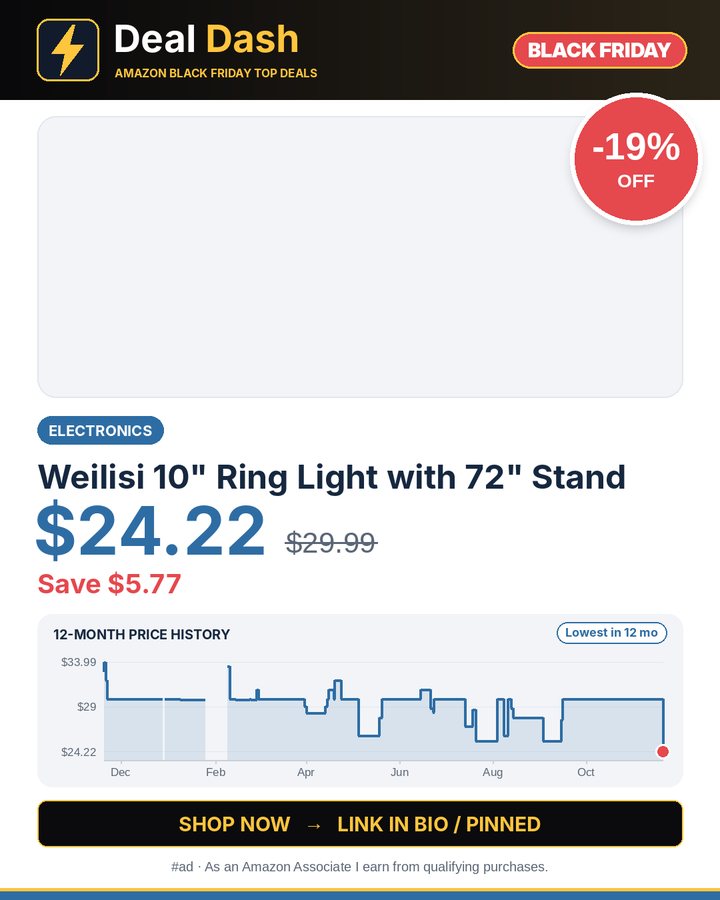 Deal Dash
AMAZON BLACK FRIDAY TOP DEALS
BLACK FRIDAY
-19%
OFF
ELECTRONICS
Weilisi 10" Ring Light with 72" Stand
$24.22 $29.99
Save $5.77
12-MONTH PRICE HISTORY
Lowest in 12 mo
$33.99
$29
$24.22
Dec Feb Apr Jun Aug Oct
SHOP NOW → LINK IN BIO / PINNED
#ad · As an Amazon Associate I earn from qualifying purchases.